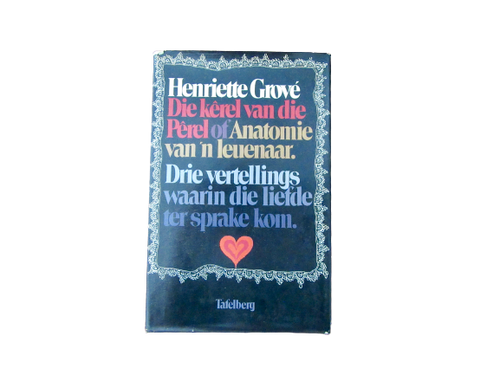 Henriette Grové
Die kêrel van die
Pêrel of Anatomie
van 'n leuenaar.
Drie vertellings
waarin die liefde
ter sprake kom.
Tafelberg